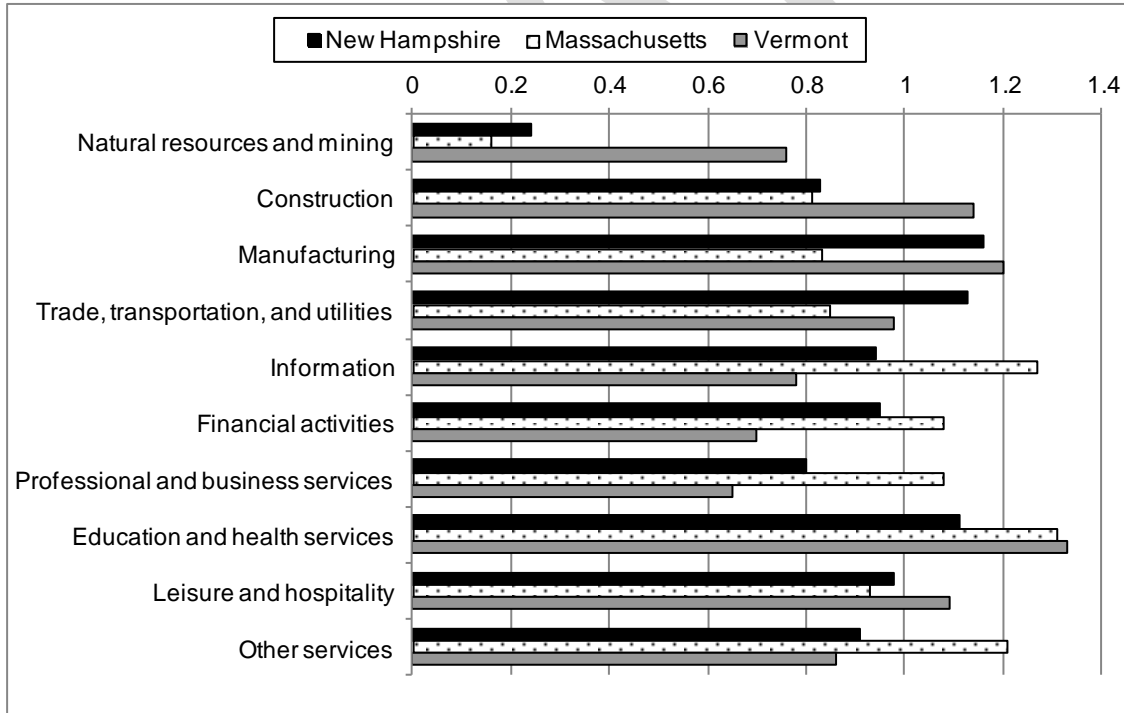 New Hampshire Massachusetts Vermont
0 0.2 0.4 0.6 0.8 1 1.2 1.4
Natural resources and mining
Construction
Manufacturing
Trade, transportation, and utilities
Information
Financial activities
Professional and business services
Education and health services
Leisure and hospitality
Other services